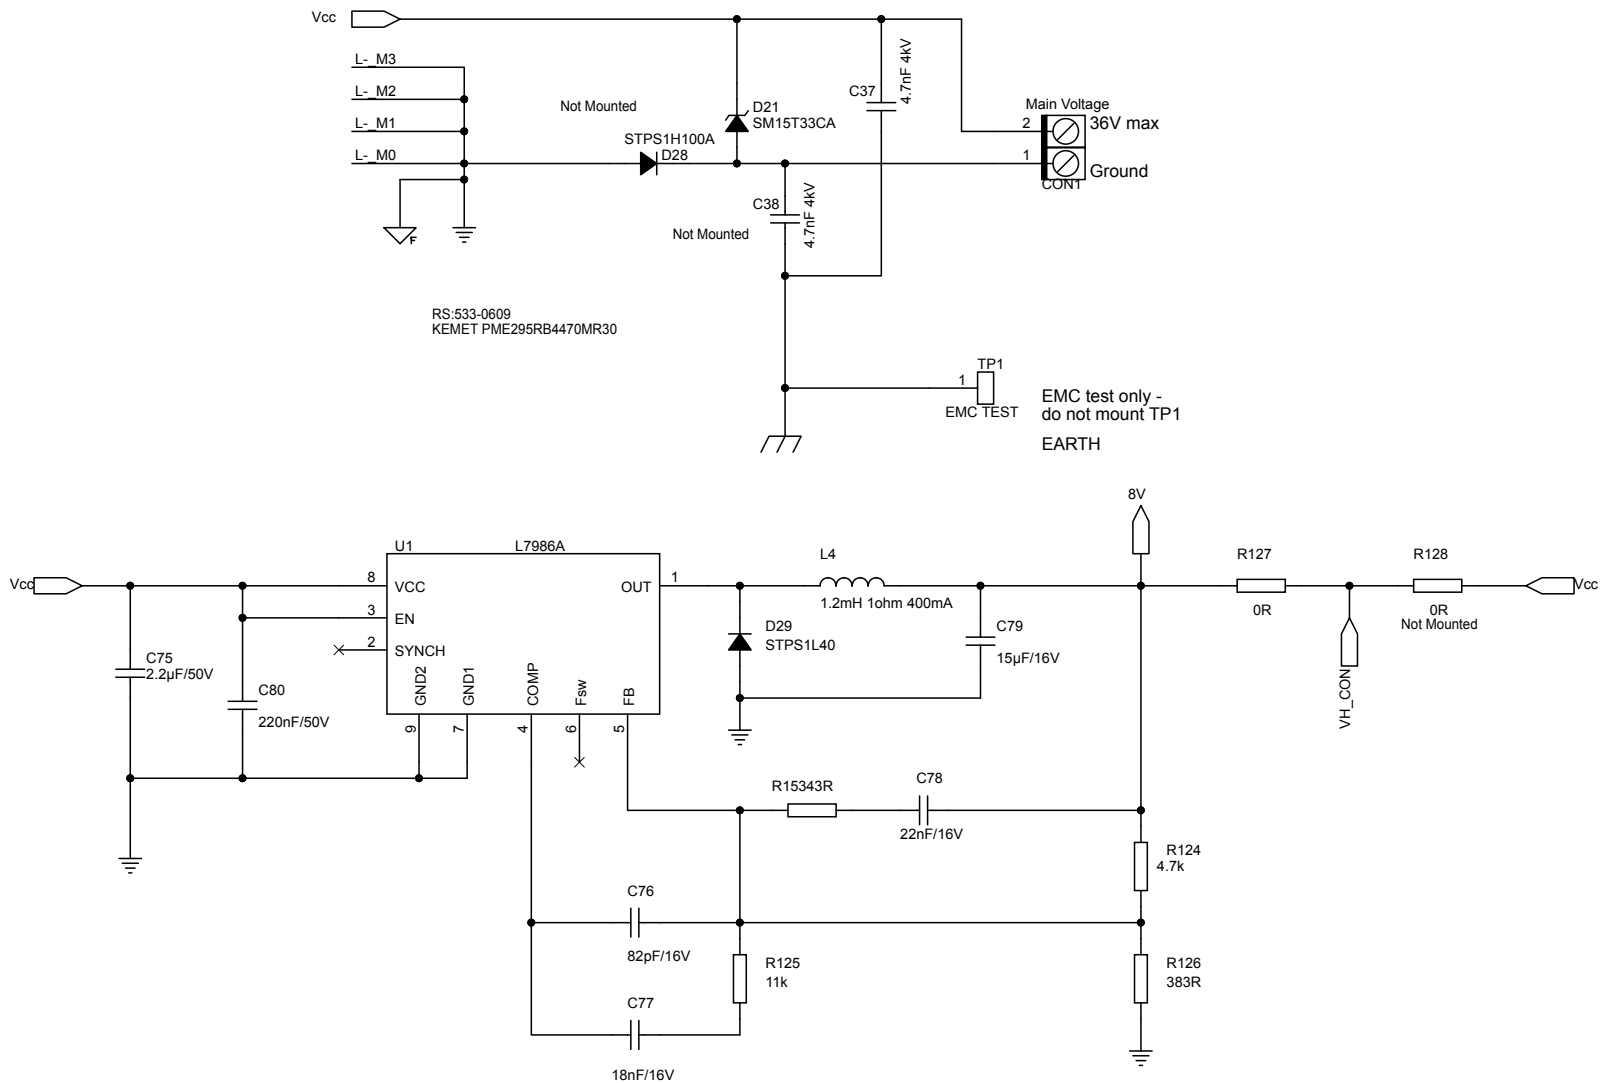 Vcc
L-_M3
L-_M2
L-_M1
L-_M0
F
Not Mounted
STPS1H100A
D28
D21
SM15T33CA
C37
4.7nF 4kV
C38
4.7nF 4kV
Not Mounted
Main Voltage
2
36V max
1
Ground
CON1
RS:533-0609
KEMET PME295RB4470MR30
TP1
1
EMC TEST
EMC test only -
do not mount TP1
EARTH
8V
U1
L7986A
Vcc
8
VCC
3
EN
2
SYNCH
GND2
GND1
COMP
Fsw
FB
OUT
1
9
7
4
6
5
C75
2.2µF/50V
C80
220nF/50V
L4
1.2mH 1ohm 400mA
D29
STPS1L40
C79
15µF/16V
R127
0R
R128
0R
Not Mounted
Vcc
VH_CON
R15343R
C78
22nF/16V
R124
4.7k
C76
82pF/16V
R125
11k
R126
383R
C77
18nF/16V